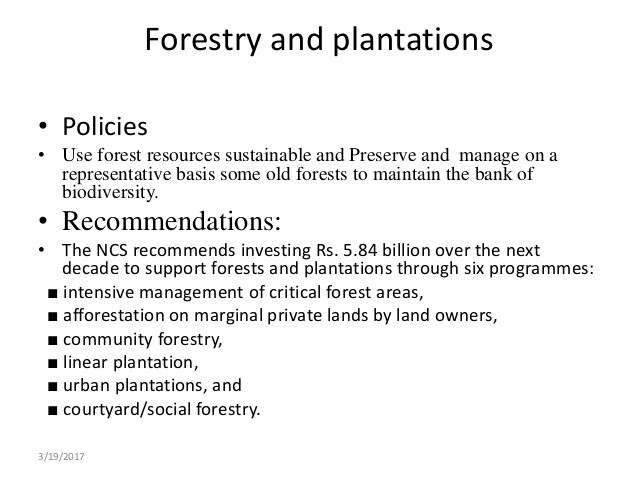 Forestry and plantations
• Policies
• Use forest resources sustainable and Preserve and manage on a
representative basis some old forests to maintain the bank of
biodiversity.
• Recommendations:
• The NCS recommends investing Rs. 5.84 billion over the next
decade to support forests and plantations through six programmes:
■ intensive management of critical forest areas,
■ afforestation on marginal private lands by land owners,
■ community forestry,
■ linear plantation,
■ urban plantations, and
■ courtyard/social forestry.
3/19/2017